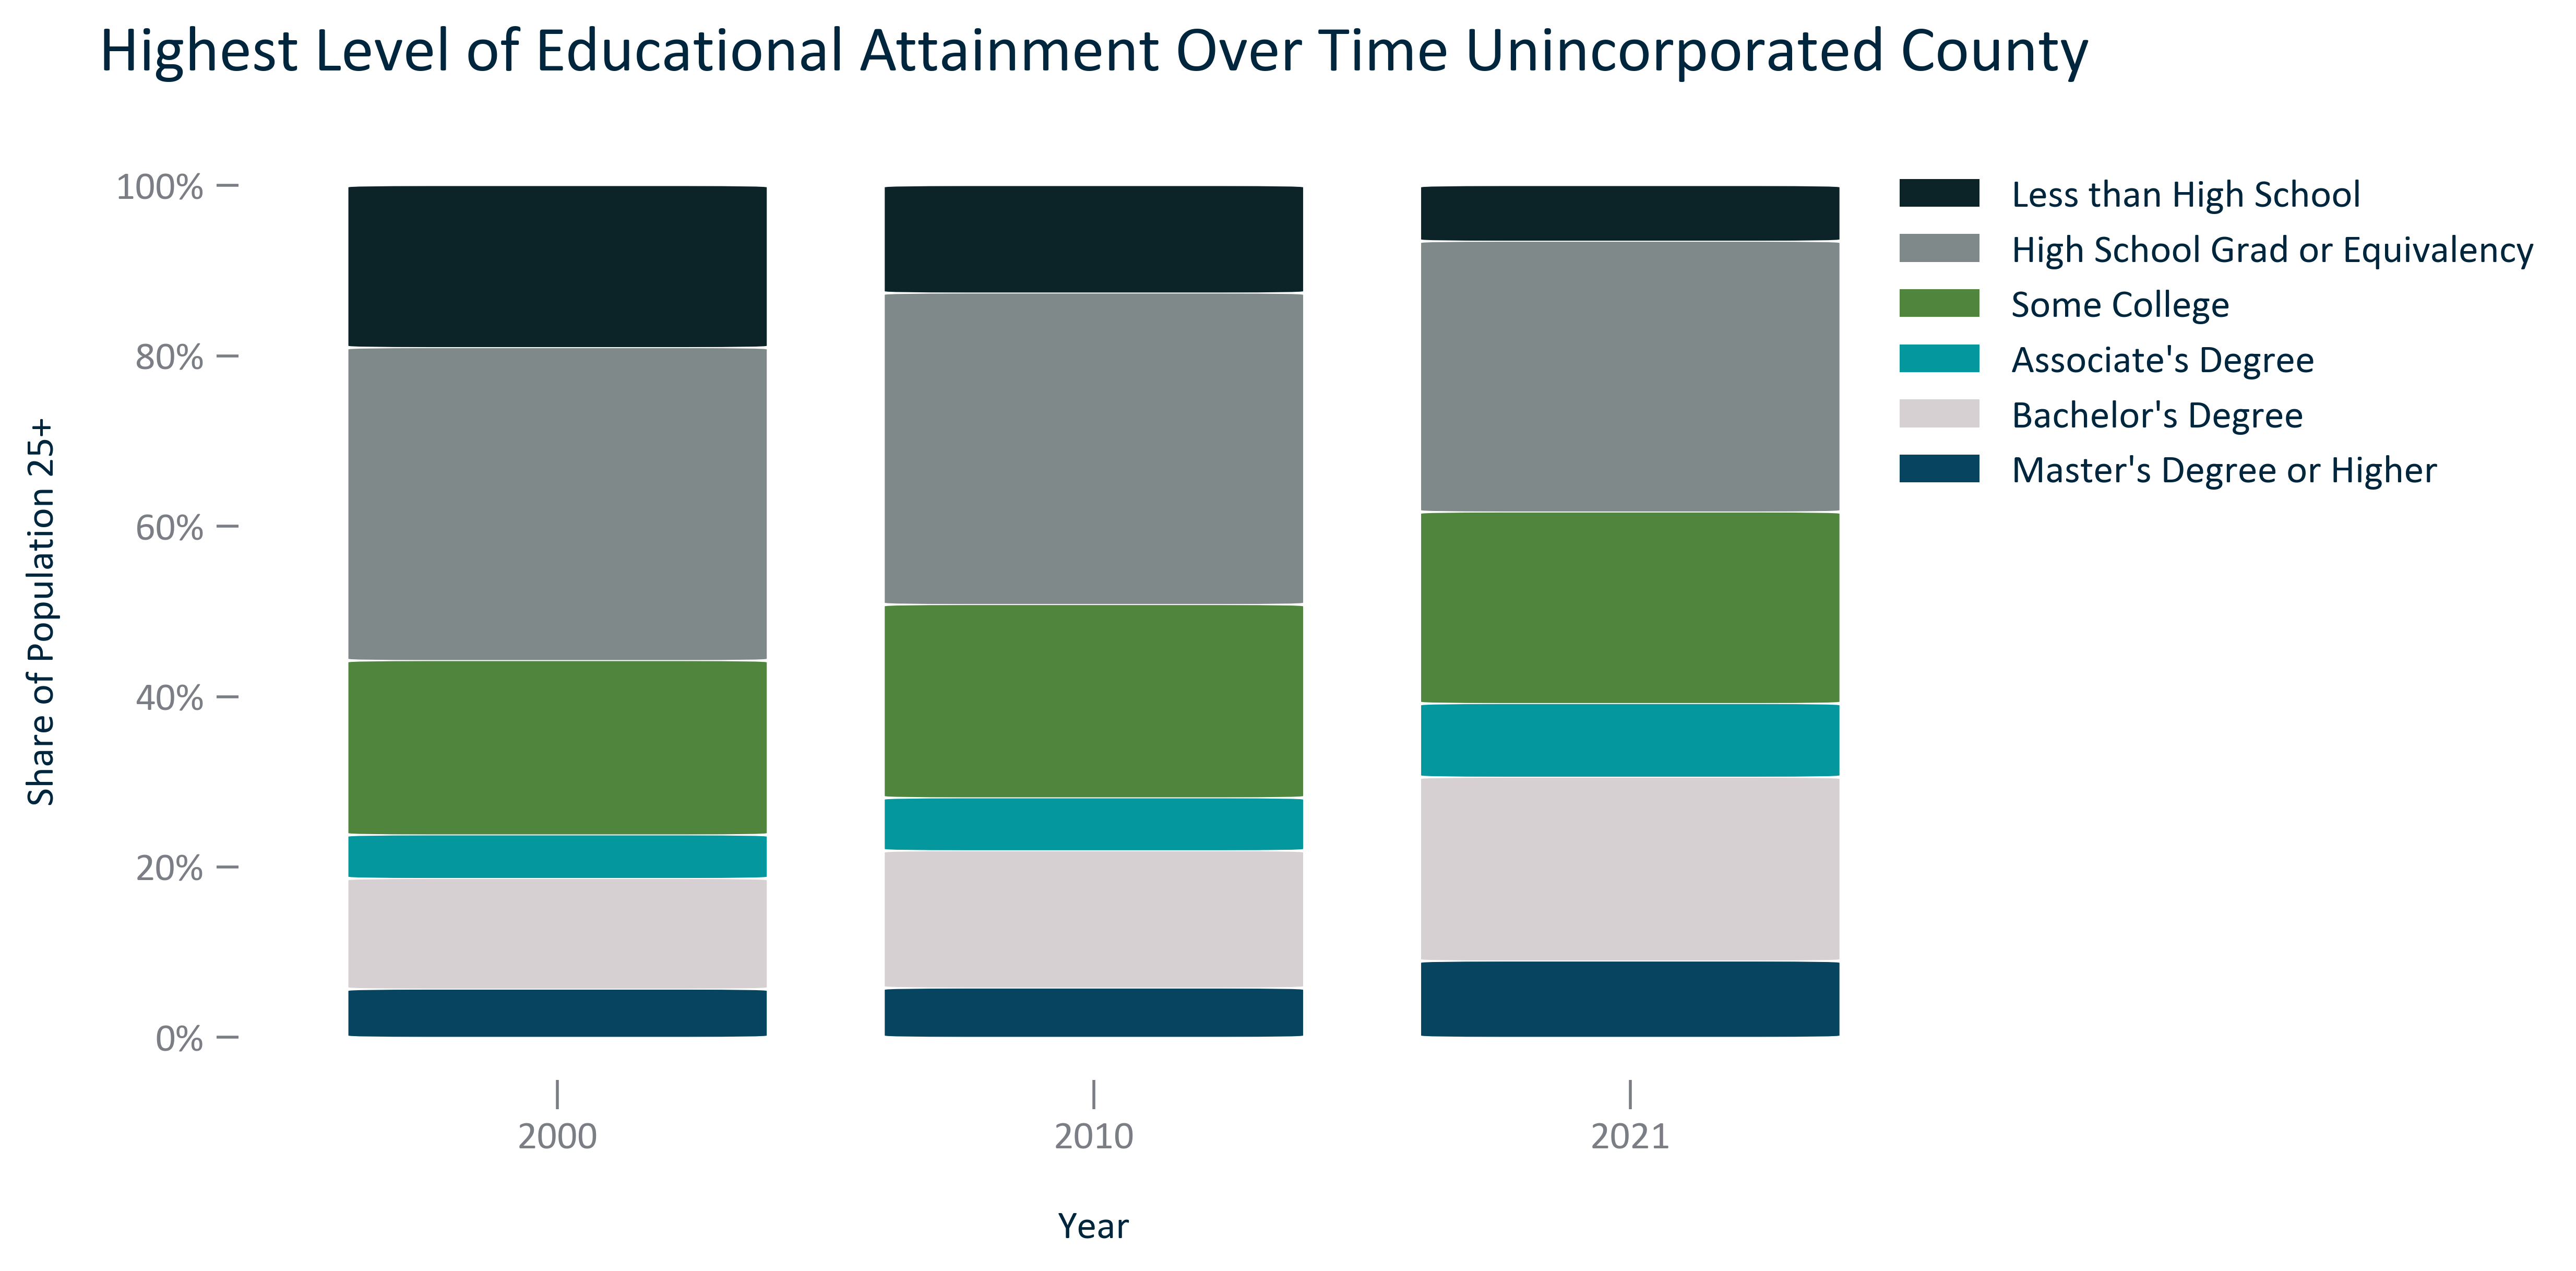 Highest Level of Educational Attainment Over Time Unincorporated County
Share of Population 25+
100%
80%
60%
40%
20%
0%
2000
2010
2021
Year
Less than High School
High School Grad or Equivalency
Some College
Associate's Degree
Bachelor's Degree
Master's Degree or Higher